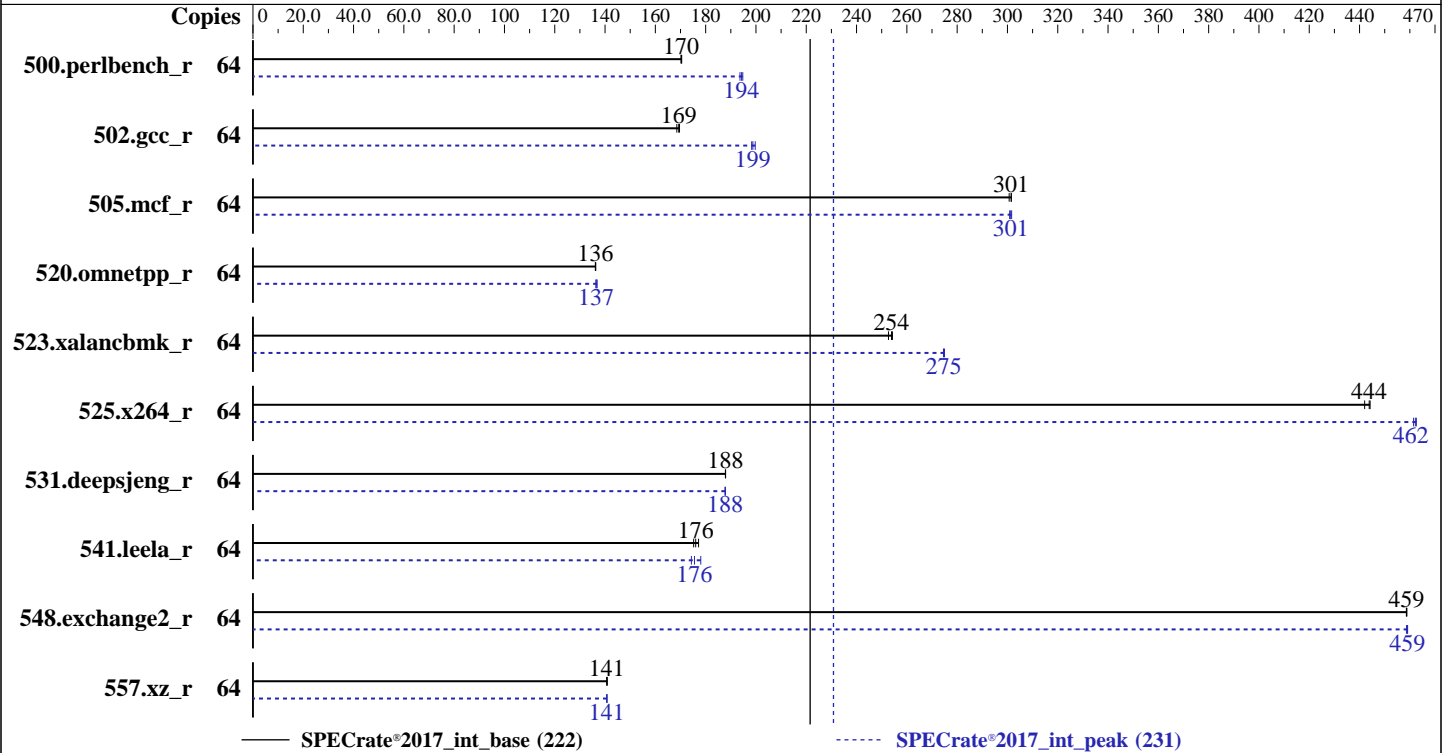 Copies 0 20.0 40.0 60.0 80.0 100 120 140 160 180 200 220 240 260 280 300 320 340 360 380 400 420 440 470
170
500.perlbench_r 64
194
169
502.gcc_r 64
199
301
505.mcf_r 64
301
136
520.omnetpp_r 64
137
254
523.xalancbmk_r 64
275
444
525.x264_r 64
462
188
531.deepsjeng_r 64
188
176
541.leela_r 64
176
459
548.exchange2_r 64
459
141
557.xz_r 64
141
SPECrate®2017_int_base (222) SPECrate®2017_int_peak (231)